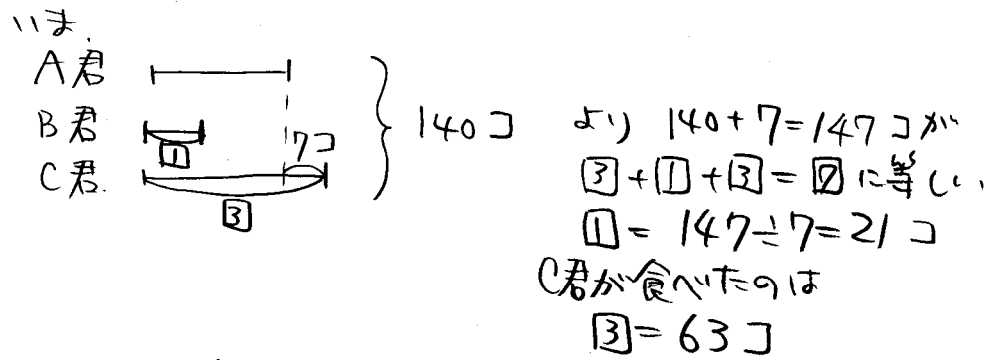 いま、
A君
B君 ① 7コ
C君. ③
140コ
より 140+7=147コが
③+①+③=⑦に等しい、
①= 147÷7=21コ
C君が食べたのは
③=63コ